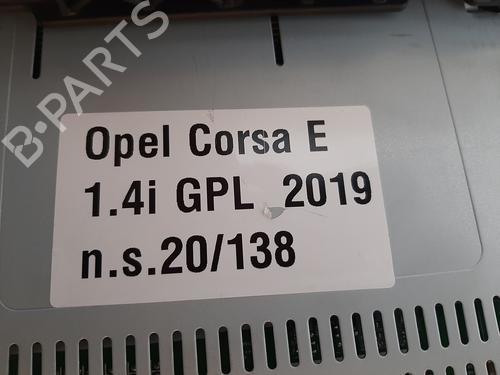 B-PARTS
Opel Corsa E
1.4i GPL 2019
n.s.20/138